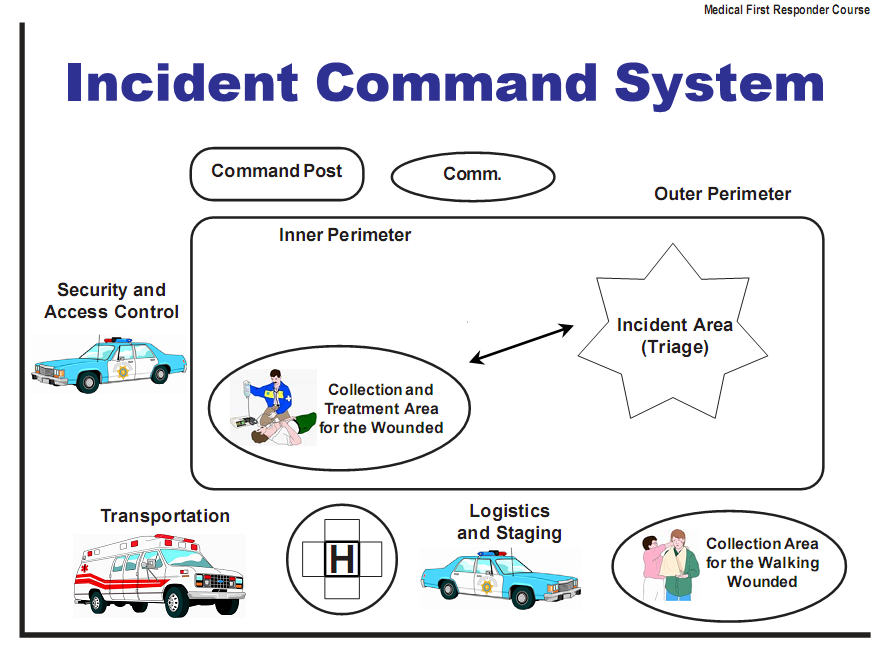 Medical First Responder Course
Incident Command System
Command Post
Comm.
Outer Perimeter
Inner Perimeter
Security and
Access Control
Incident Area
(Triage)
Collection and
Treatment Area
for the Wounded
Transportation
H
Logistics
and Staging
Collection Area
for the Walking
Wounded